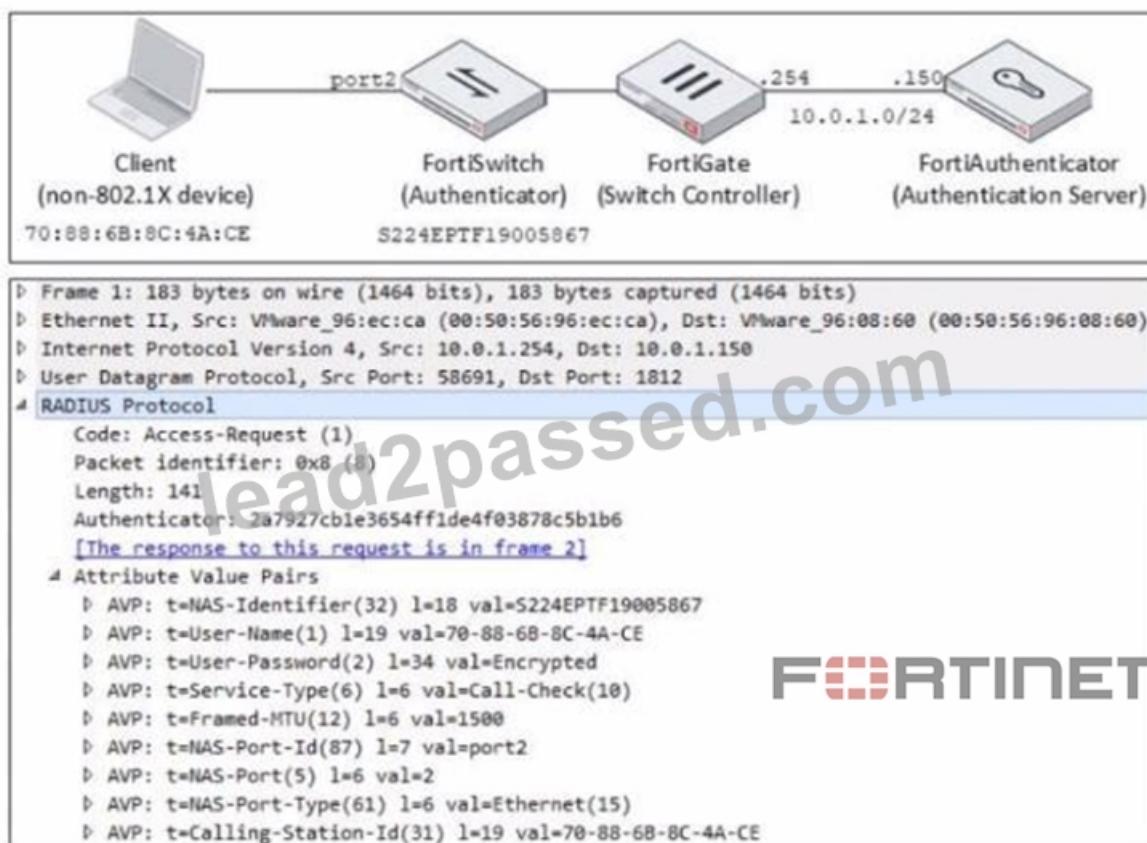 port2
.254
.150
10.0.1.0/24
Client
(non-802.1X device)
70:88:6B:8C:4A:CE
FortiSwitch
(Authenticator)
S224EPTF19005867
FortiGate
(Switch Controller)
FortiAuthenticator
(Authentication Server)
Frame 1: 183 bytes on wire (1464 bits), 183 bytes captured (1464 bits)
Ethernet II, Src: VMware_96:ec:ca (00:50:56:96:ec:ca), Dst: VMware_96:08:60 (00:50:56:96:08:60)
Internet Protocol Version 4, Src: 10.0.1.254, Dst: 10.0.1.150
User Datagram Protocol, Src Port: 58691, Dst Port: 1812
RADIUS Protocol
Code: Access-Request (1)
Packet identifier: 0x8 (8)
Length: 141
Authenticator: 2a7927cb1e3654ff1de4f03878c5b1b6
[The response to this request is in frame 2]
Attribute Value Pairs
AVP: t=NAS-Identifier(32) l=18 val=S224EPTF19005867
AVP: t=User-Name(1) l=19 val=70-88-6B-8C-4A-CE
AVP: t=User-Password(2) l=34 val=Encrypted
AVP: t=Service-Type(6) l=6 val=Call-Check(10)
AVP: t=Framed-MTU(12) l=6 val=1500
AVP: t=NAS-Port-Id(87) l=7 val=port2
AVP: t=NAS-Port(5) l=6 val=2
AVP: t=NAS-Port-Type(61) l=6 val=Ethernet(15)
AVP: t=Calling-Station-Id(31) l=19 val=70-88-6B-8C-4A-CE
lead2passed.com
FORTINET